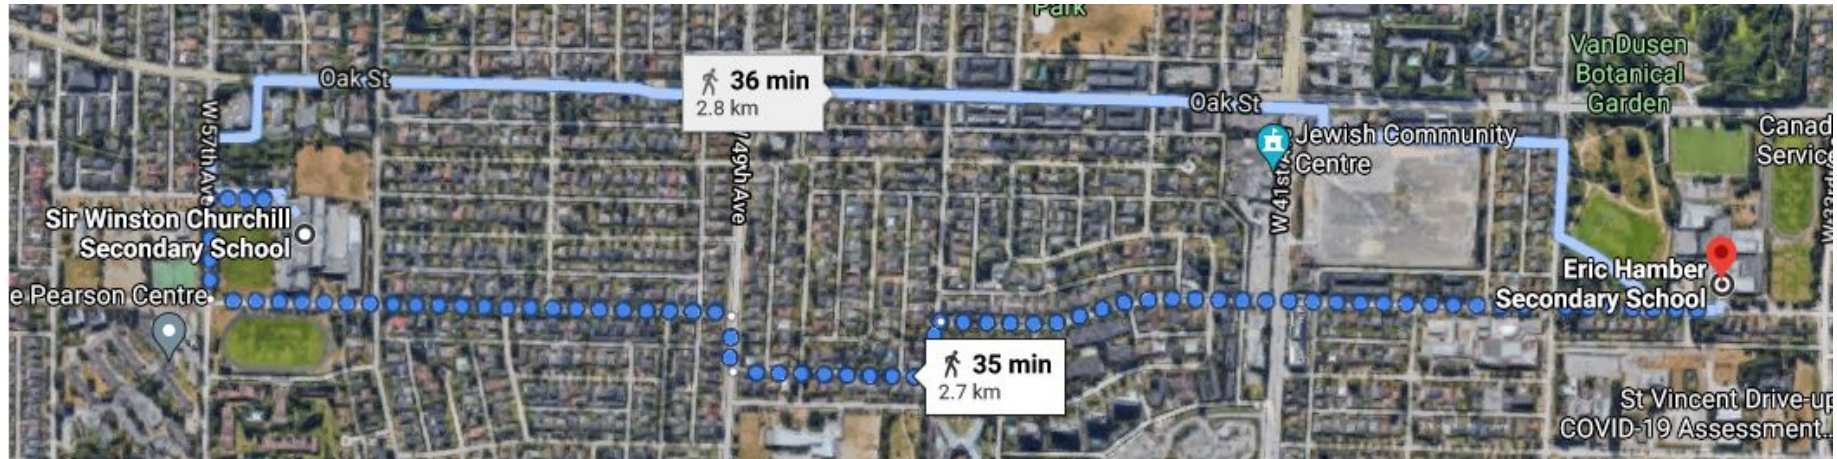 Park
VanDusen
Botanical
Garden
Oak St
36 min
2.8 km
Oak St
W 57th Ave
/49th Ave
Jewish Community
Centre
W 41st
Canad
Service
Sir Winston Churchill
Secondary School
e Pearson Centre
Eric Hamber
Secondary School
W 33rd
35 min
2.7 km
St Vincent Drive-up
COVID-19 Assessment...